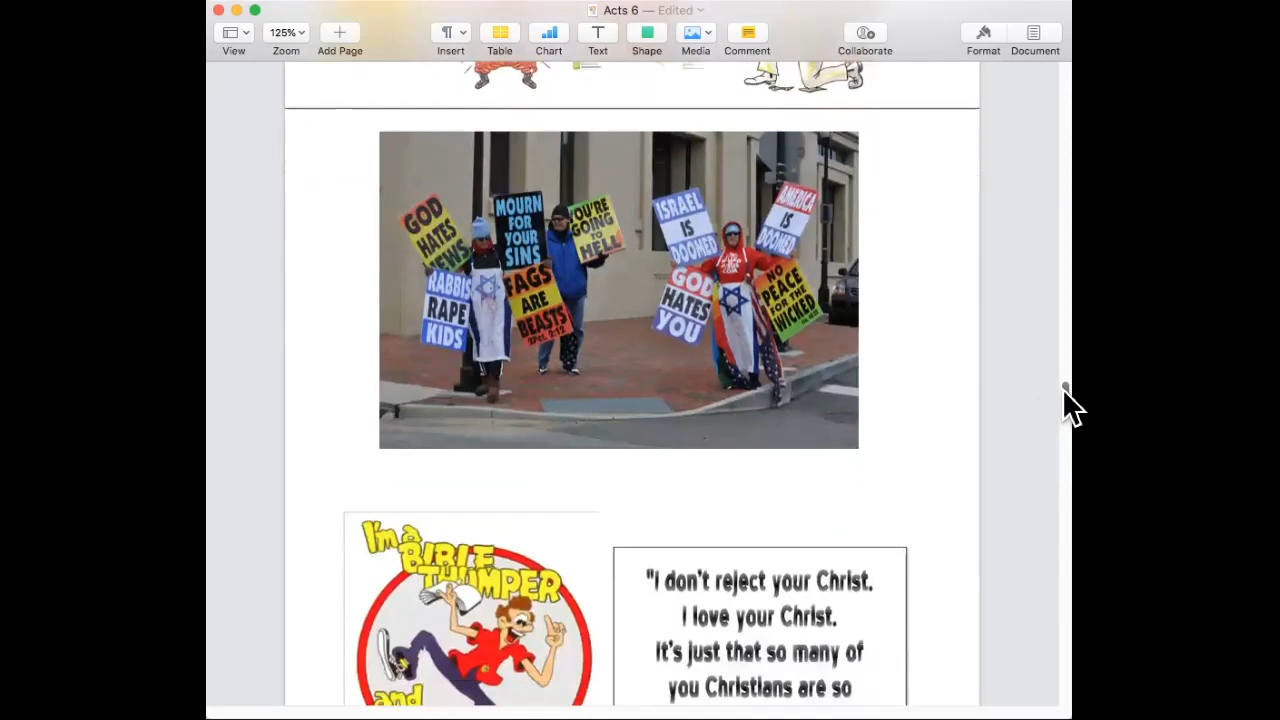 Acts 6 — Edited
125%
View
Zoom
Add Page
Insert
Table
Chart
Text
Shape
Media
Comment
Collaborate
Format
Document
GOD
HATES
JEWS
RABBIS
RAPE
KIDS
MOURN
FOR
YOUR
SINS
FAGS
ARE
BEASTS
YOU'RE
GOING
TO
HELL
ISRAEL
IS
DOOMED
GOD
HATES
YOU
AMERICA
IS
DOOMED
NO
PEACE
FOR THE
WICKED
I'm a
BIBLE
THUMPER
and
"I don't reject your Christ.
I love your Christ.
It's just that so many of
you Christians are so